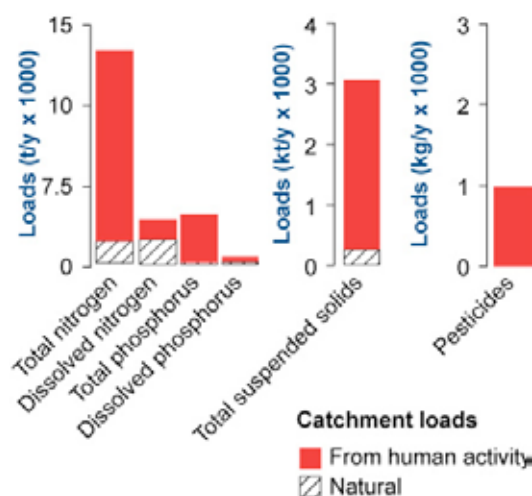 15
10
7.5
0
Loads (t/y x 1000)
Total nitrogen
Dissolved nitrogen
Total phosphorus
Dissolved phosphorus
4
3
2
1
0
Loads (kt/y x 1000)
Total suspended solids
3
2
1
0
Loads (kg/y x 1000)
Pesticides
Catchment loads
From human activity
Natural